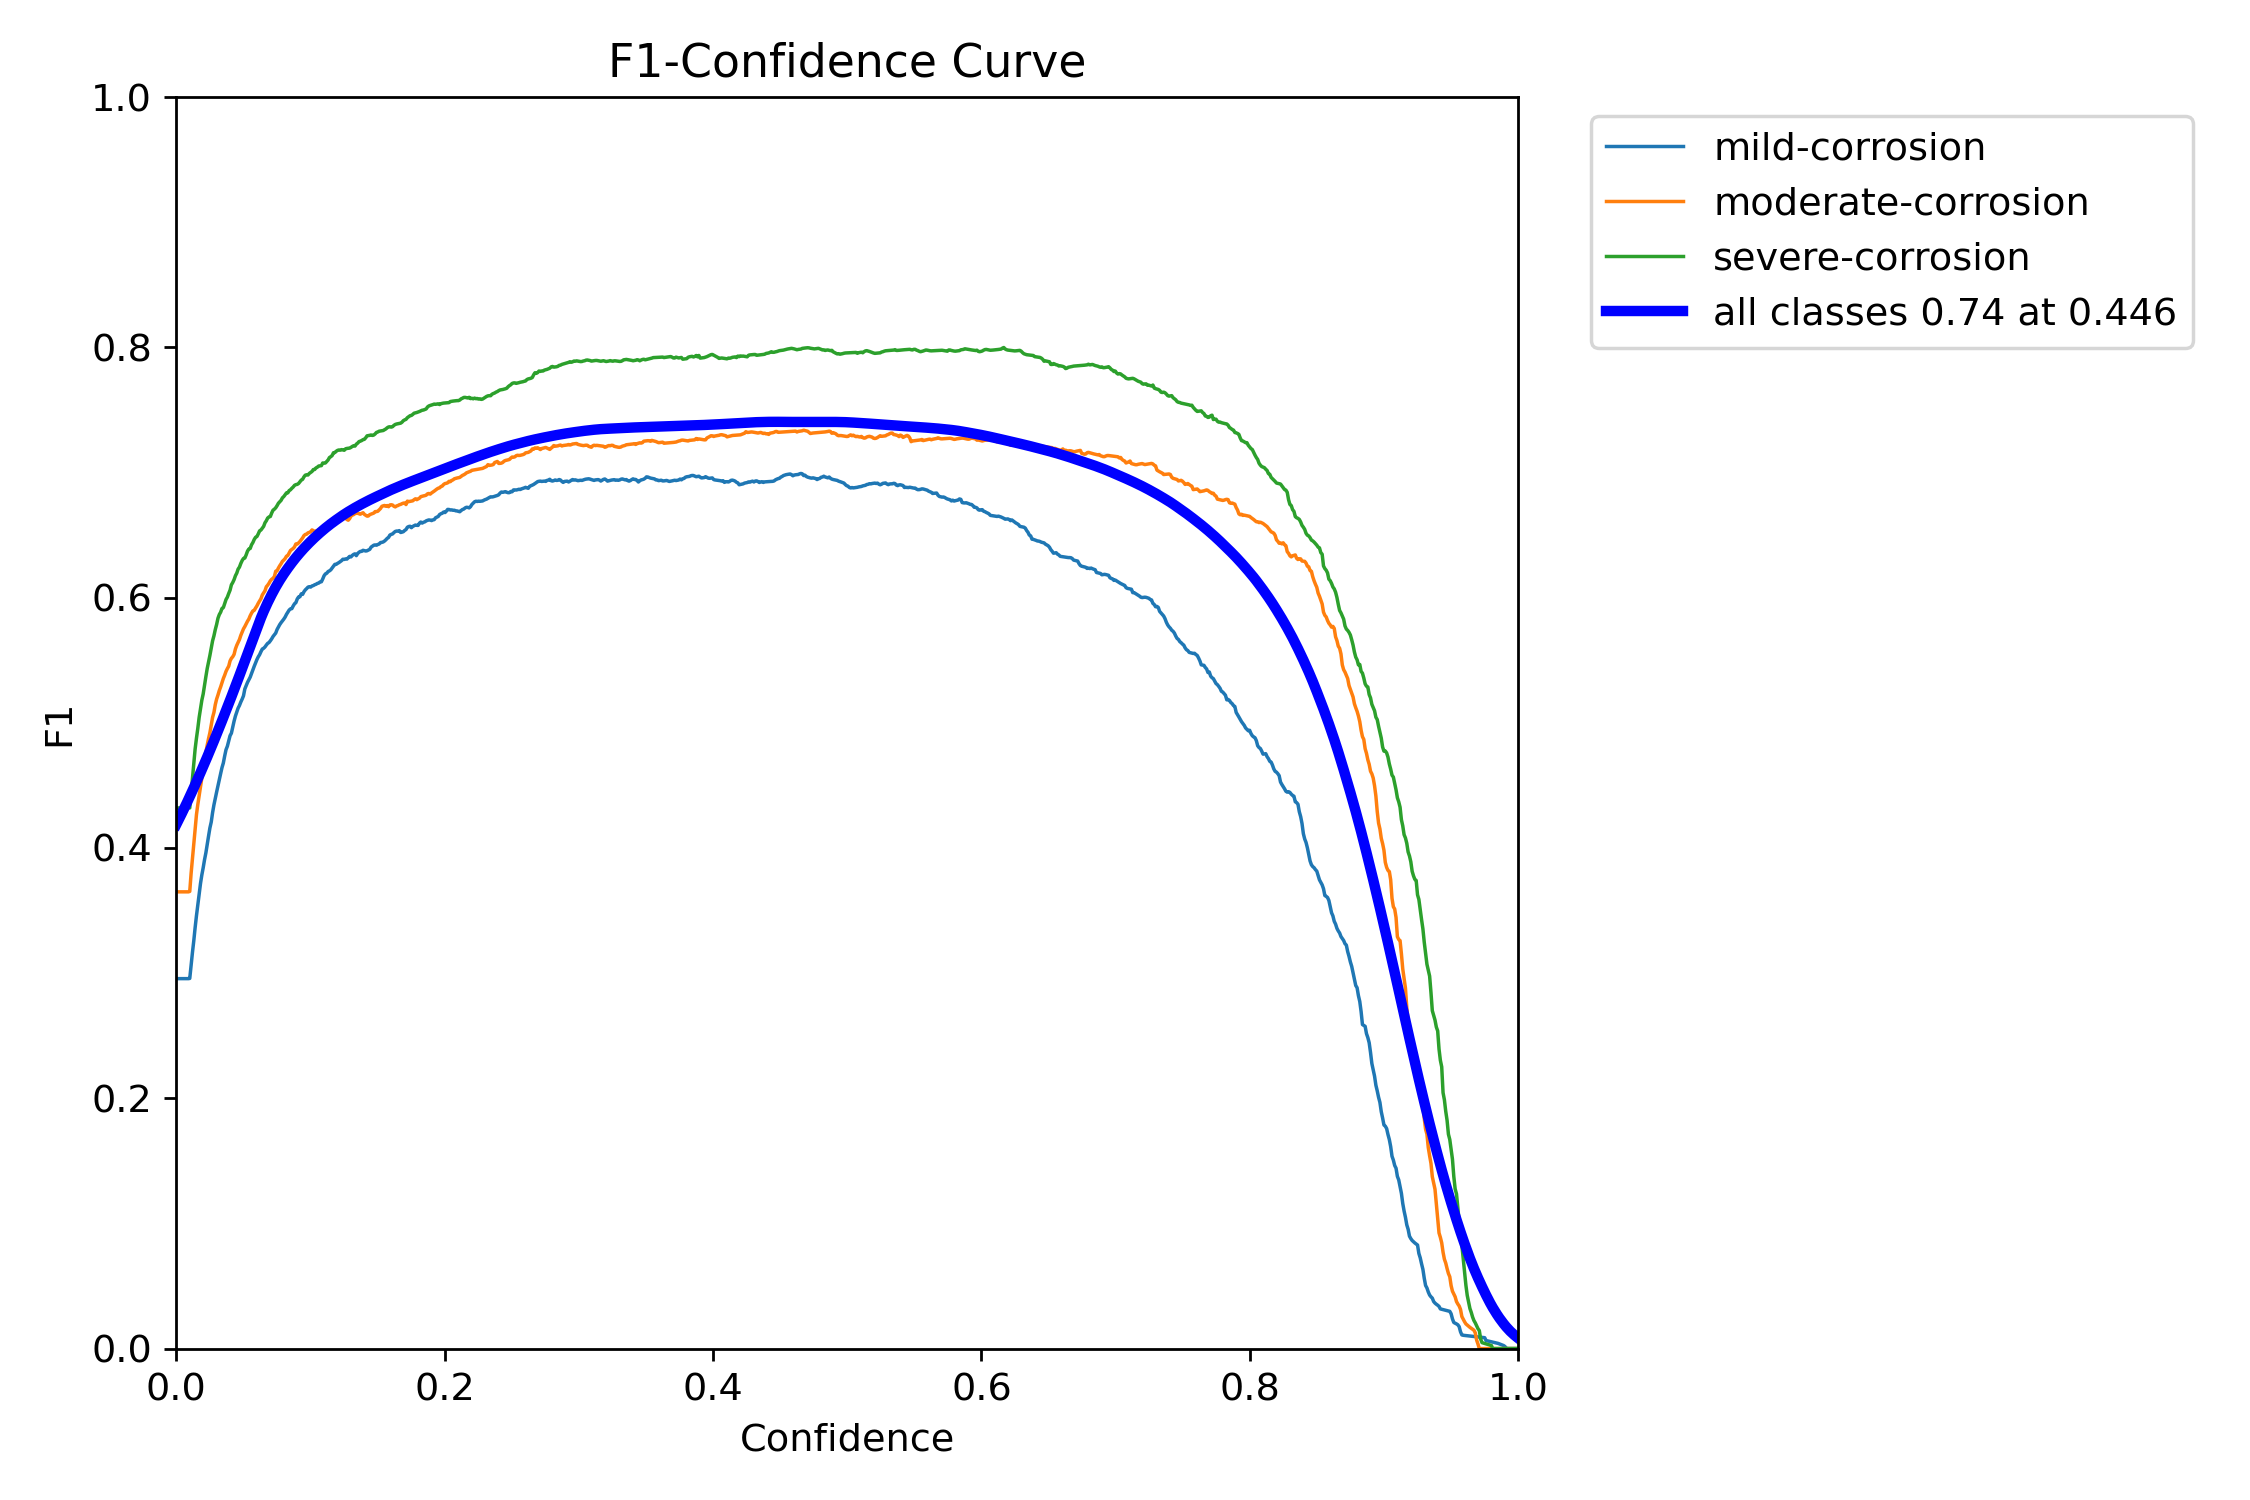 F1-Confidence Curve
mild-corrosion
moderate-corrosion
severe-corrosion
all classes 0.74 at 0.446
F1
1.0
0.8
0.6
0.4
0.2
0.0
0.0 0.2 0.4 0.6 0.8 1.0
Confidence